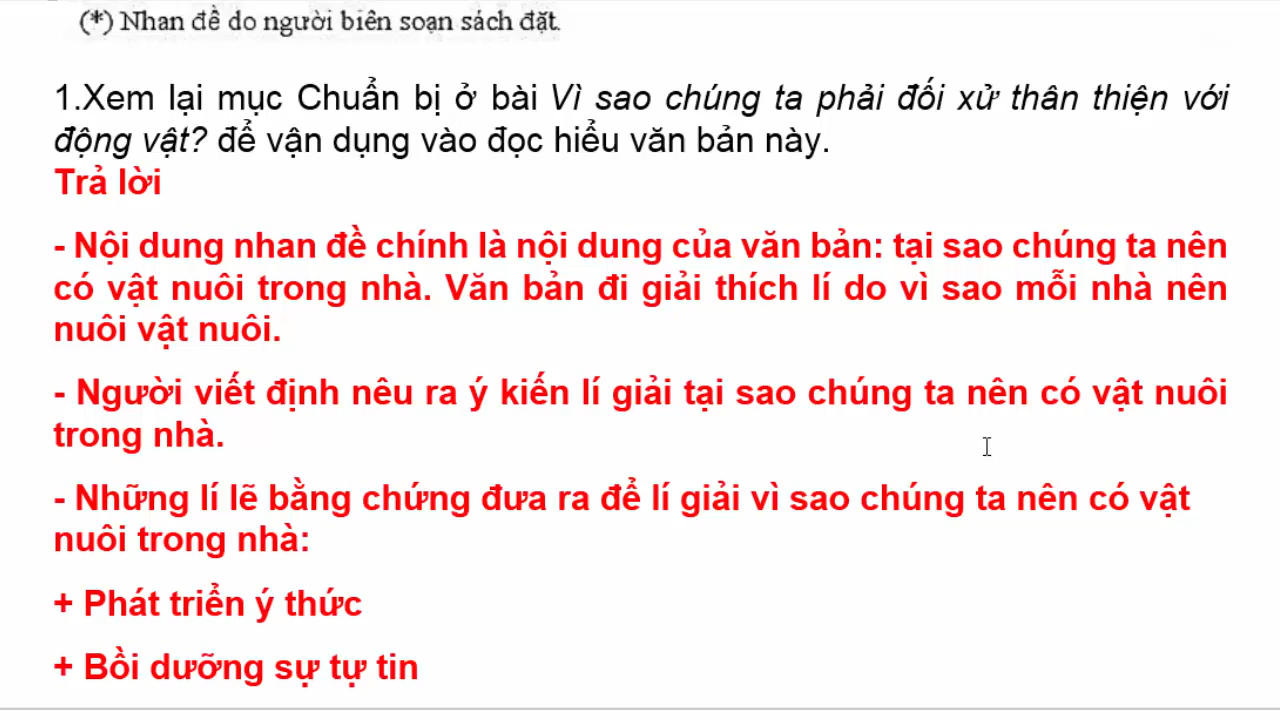 (*) Nhan đề do người biên soạn sách đặt.
1.Xem lại mục Chuẩn bị ở bài Vì sao chúng ta phải đối xử thân thiện với
động vật? để vận dụng vào đọc hiểu văn bản này.
Trả lời
- Nội dung nhan đề chính là nội dung của văn bản: tại sao chúng ta nên
có vật nuôi trong nhà. Văn bản đi giải thích lí do vì sao mỗi nhà nên
nuôi vật nuôi.
- Người viết định nêu ra ý kiến lí giải tại sao chúng ta nên có vật nuôi
trong nhà.
- Những lí lẽ bằng chứng đưa ra để lí giải vì sao chúng ta nên có vật
nuôi trong nhà:
+ Phát triển ý thức
+ Bồi dưỡng sự tự tin